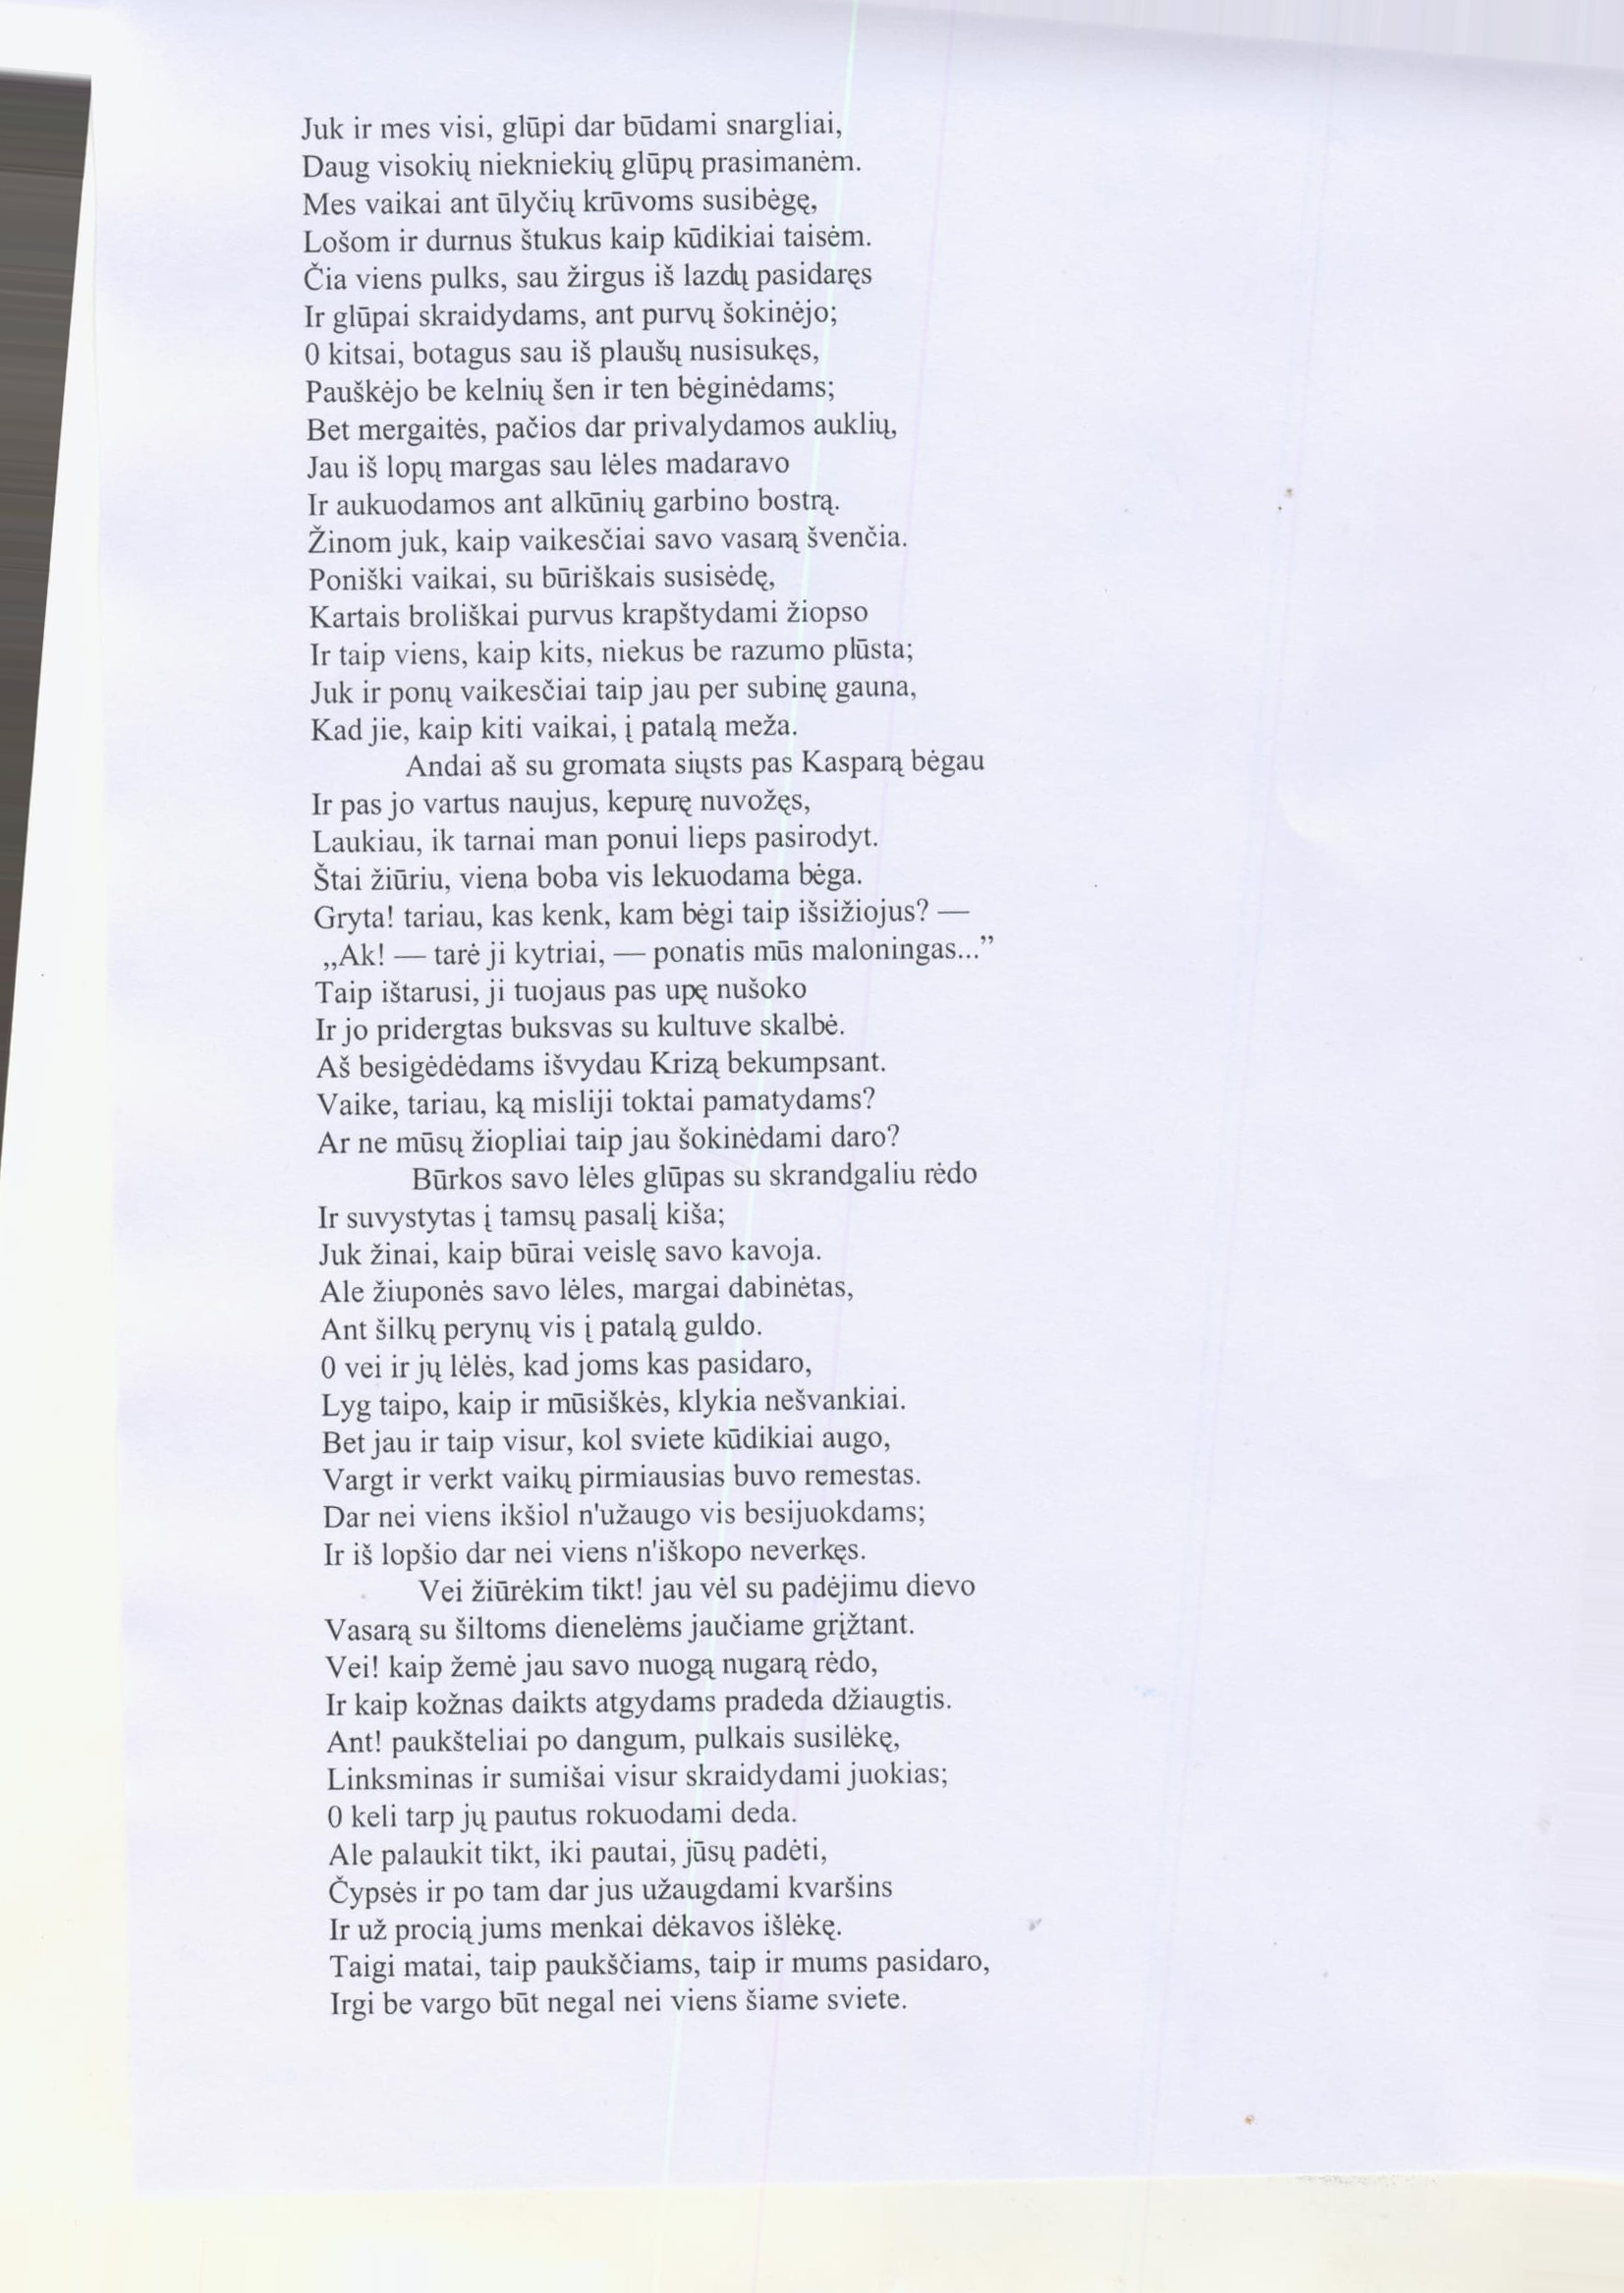 Juk ir mes visi, glūpi dar būdami snargliai,
Daug visokių niekniekių glūpų prasimanėm.
Mes vaikai ant ūlyčių krūvoms susibėgę,
Lošom ir durnus štukus kaip kūdikiai taisėm.
Čia viens pulks, sau žirgus iš lazdų pasidaręs
Ir glūpai skraidydams, ant purvų šokinėjo;
0 kitsai, botagus sau iš plaušų nusisukęs,
Pauškėjo be kelnių šen ir ten bėginėdams;
Bet mergaitės, pačios dar privalydamos auklių,
Jau iš lopų margas sau lėles madaravo
Ir aukuodamos ant alkūnių garbino bostrą.
Žinom juk, kaip vaikesčiai savo vasarą švenčia.
Poniški vaikai, su būriškais susisėdę,
Kartais broliškai purvus krapštydami žiopso
Ir taip viens, kaip kits, niekus be razumo plūsta;
Juk ir ponų vaikesčiai taip jau per subinę gauna,
Kad jie, kaip kiti vaikai, į patalą meža.
Andai aš su gromata siųsts pas Kasparą bėgau
Ir pas jo vartus naujus, kepurę nuvožęs,
Laukiau, ik tarnai man ponui lieps pasirodyt.
Štai žiūriu, viena boba vis lekuodama bėga.
Gryta! tariau, kas kenk, kam bėgi taip išsižiojus? —
„Ak! — tarė ji kytriai, — ponatis mūs maloningas...”
Taip ištarusi, ji tuojaus pas upę nušoko
Ir jo pridergtas buksvas su kultuve skalbė.
Aš besigėdėdams išvydau Krizą bekumpsant.
Vaike, tariau, ką misliji toktai pamatydams?
Ar ne mūsų žiopliai taip jau šokinėdami daro?
Būrkos savo lėles glūpas su skrandgaliu rėdo
Ir suvystytas į tamsų pasalį kiša;
Juk žinai, kaip būrai veislę savo kavoja.
Ale žiuponės savo lėles, margai dabinėtas,
Ant šilkų perynų vis į patalą guldo.
0 vei ir jų lėlės, kad joms kas pasidaro,
Lyg taipo, kaip ir mūsiškės, klykia nešvankiai.
Bet jau ir taip visur, kol sviete kūdikiai augo,
Vargt ir verkt vaikų pirmiausias buvo remestas.
Dar nei viens ikšiol n'užaugo vis besijuokdams;
Ir iš lopšio dar nei viens n'iškopo neverkęs.
Vei žiūrėkim tikt! jau vėl su padėjimu dievo
Vasarą su šiltoms dienelėms jaučiame grįžtant.
Vei! kaip žemė jau savo nuogą nugarą rėdo,
Ir kaip kožnas daikts atgydams pradeda džiaugtis.
Ant! paukšteliai po dangum, pulkais susilėkę,
Linksminas ir sumišai visur skraidydami juokias;
0 keli tarp jų pautus rokuodami deda.
Ale palaukit tikt, iki pautai, jūsų padėti,
Čypsės ir po tam dar jus užaugdami kvaršins
Ir už procią jums menkai dėkavos išlėkę.
Taigi matai, taip paukščiams, taip ir mums pasidaro,
Irgi be vargo būt negal nei viens šiame sviete.